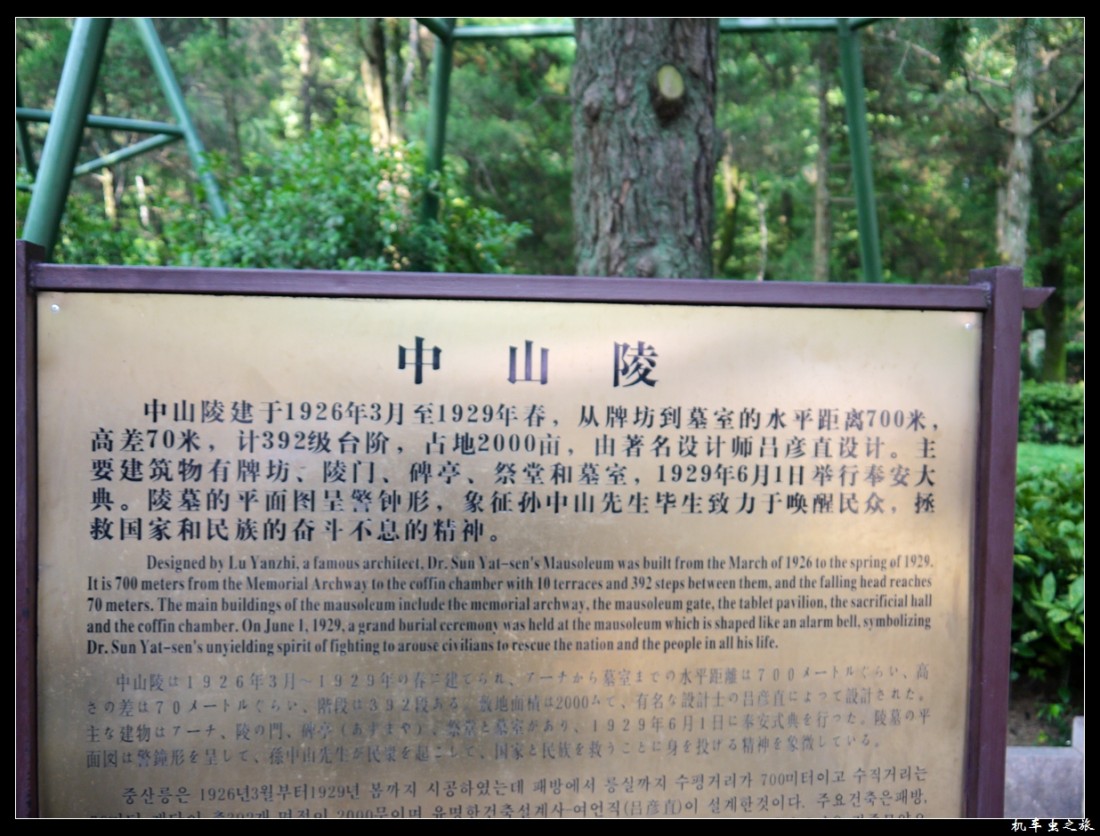 中山陵
中山陵建于1926年3月至1929年春，从牌坊到墓室的水平距离700米，
高差70米，计392级台阶，占地2000亩，由著名设计师吕彦直设计。主
要建筑物有牌坊、陵门、碑亭、祭堂和墓室，1929年6月1日举行奉安大
典。陵墓的平面图呈警钟形，象征孙中山先生毕生致力于唤醒民众，拯
救国家和民族的奋斗不息的精神。
Designed by Lu Yanzhi, a famous architect, Dr. Sun Yat-sen's Mausoleum was built from the March of 1926 to the spring of 1929.
It is 700 meters from the Memorial Archway to the coffin chamber with 10 terraces and 392 steps between them, and the falling head reaches
70 meters. The main buildings of the mausoleum include the memorial archway, the mausoleum gate, the tablet pavilion, the sacrificial hall
and the coffin chamber. On June 1, 1929, a grand burial ceremony was held at the mausoleum which is shaped like an alarm bell, symbolizing
Dr. Sun Yat-sen's unyielding spirit of fighting to arouse civilians to rescue the nation and the people in all his life.
中山陵は１９２６年３月～１９２９年の春に建てられ、アーチから墓室までの水平距離は７００メートルぐらい、高
さの差は７０メートルぐらい、階段は３９２段ある。敷地面積は2000ムで、有名な設計士の呂彦直によって設計された。
主な建物はアーチ、陵の門、碑亭（あずまや）、祭堂と墓室があり、１９２９年６月１日に奉安式典を行った。陵墓の平
面図は警鐘形を呈して、孫中山先生が民衆を起こして、国家と民族を救うことに身を投げる精神を象徴している。
중산릉은 1926년3월부터1929년 봄까지 시공하였는데 패방에서 릉실까지 수평거리가 700미터이고 수직거리는
2000묘이며 유명한건축설계사-여언직(吕彦直)이 설계한것이다. 주요건축은패방,
机车虫之旅